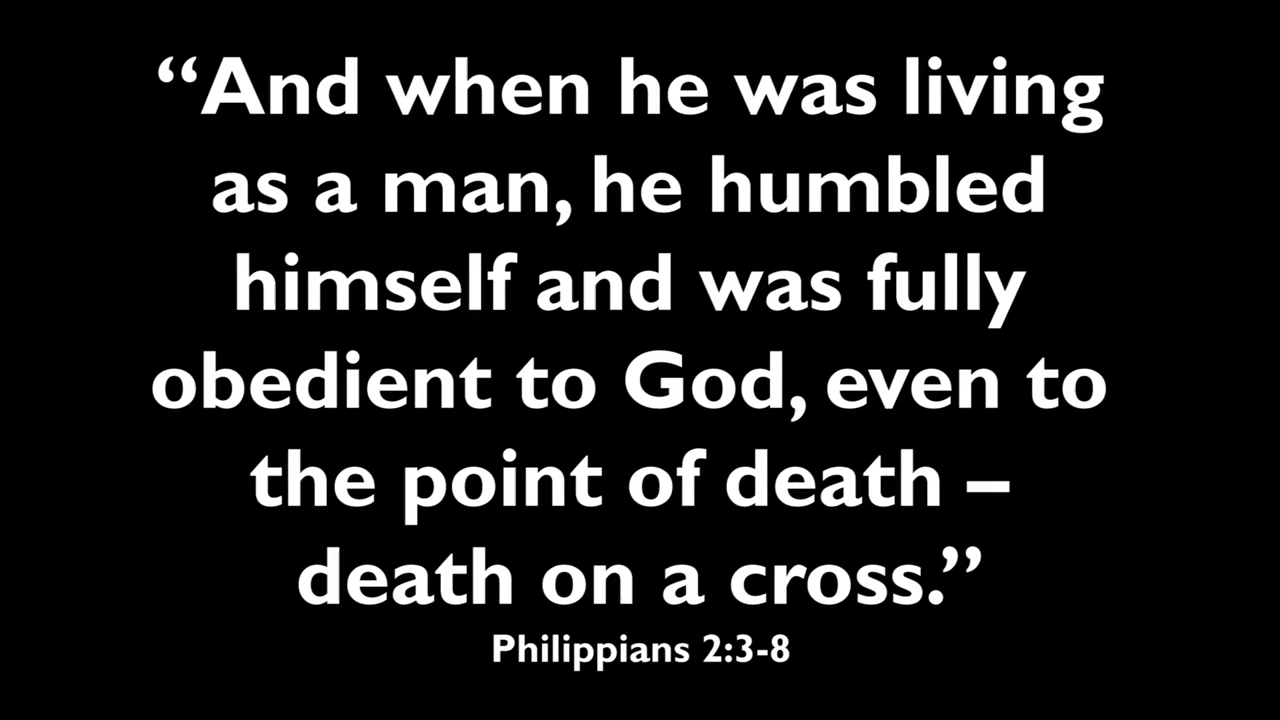 “And when he was living
as a man, he humbled
himself and was fully
obedient to God, even to
the point of death –
death on a cross.”
Philippians 2:3-8